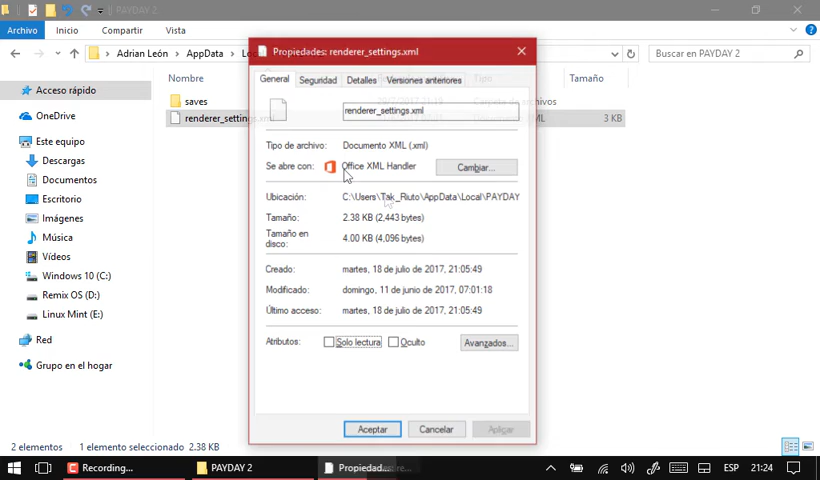 PAYDAY 2
Archivo Inicio Compartir Vista
Adrian León AppData PAYDAY 2 Buscar en PAYDAY 2
Propiedades: renderer_settings.xml
General Seguridad Detalles Versiones anteriores
Nombre Tipo Tamaño
Acceso rápido
saves
OneDrive
renderer_settings.xml 3 KB
Este equipo
Descargas
Documentos
Escritorio
Imágenes
Música
Vídeos
Windows 10 (C:)
Remix OS (D:)
Linux Mint (E:)
Red
Grupo en el hogar
renderer_settings.xml
Tipo de archivo: Documento XML (.xml)
Se abre con: Office XML Handler Cambiar...
Ubicación: C:\Users\Tak_Riuto\AppData\Local\PAYDAY
Tamaño: 2.38 KB (2,443 bytes)
Tamaño en
disco: 4.00 KB (4,096 bytes)
Creado: martes, 18 de julio de 2017, 21:05:49
Modificado: domingo, 11 de junio de 2017, 07:01:18
Último acceso: martes, 18 de julio de 2017, 21:05:49
Atributos: Solo lectura Oculto Avanzados...
Aceptar Cancelar Aplicar
2 elementos 1 elemento seleccionado 2.38 KB
Recording... PAYDAY 2 Propiedad... ESP 21:24